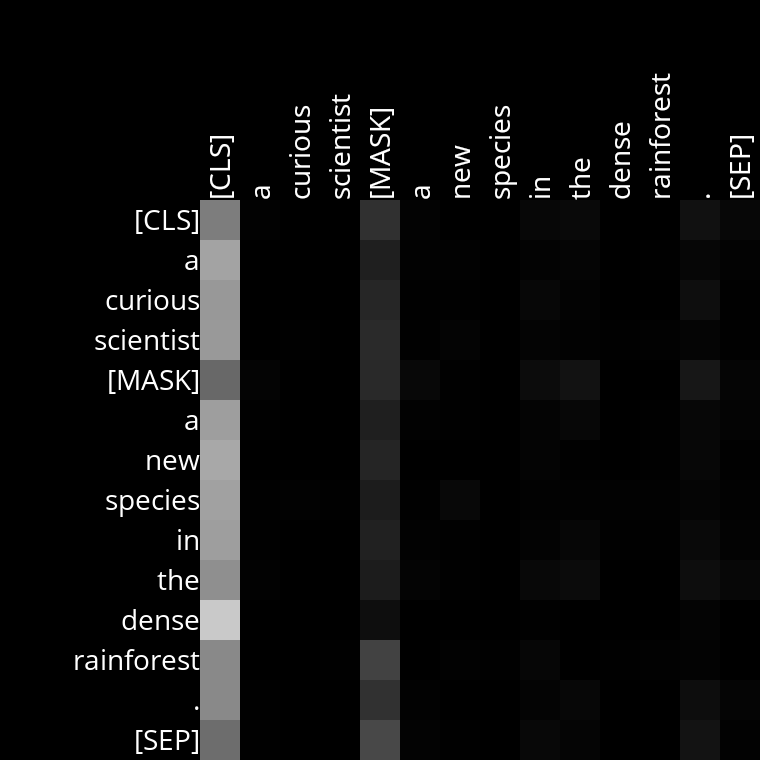 [CLS] a curious scientist [MASK] a new species in the dense rainforest . [SEP]
[CLS]
a
curious
scientist
[MASK]
a
new
species
in
the
dense
rainforest
.
[SEP]